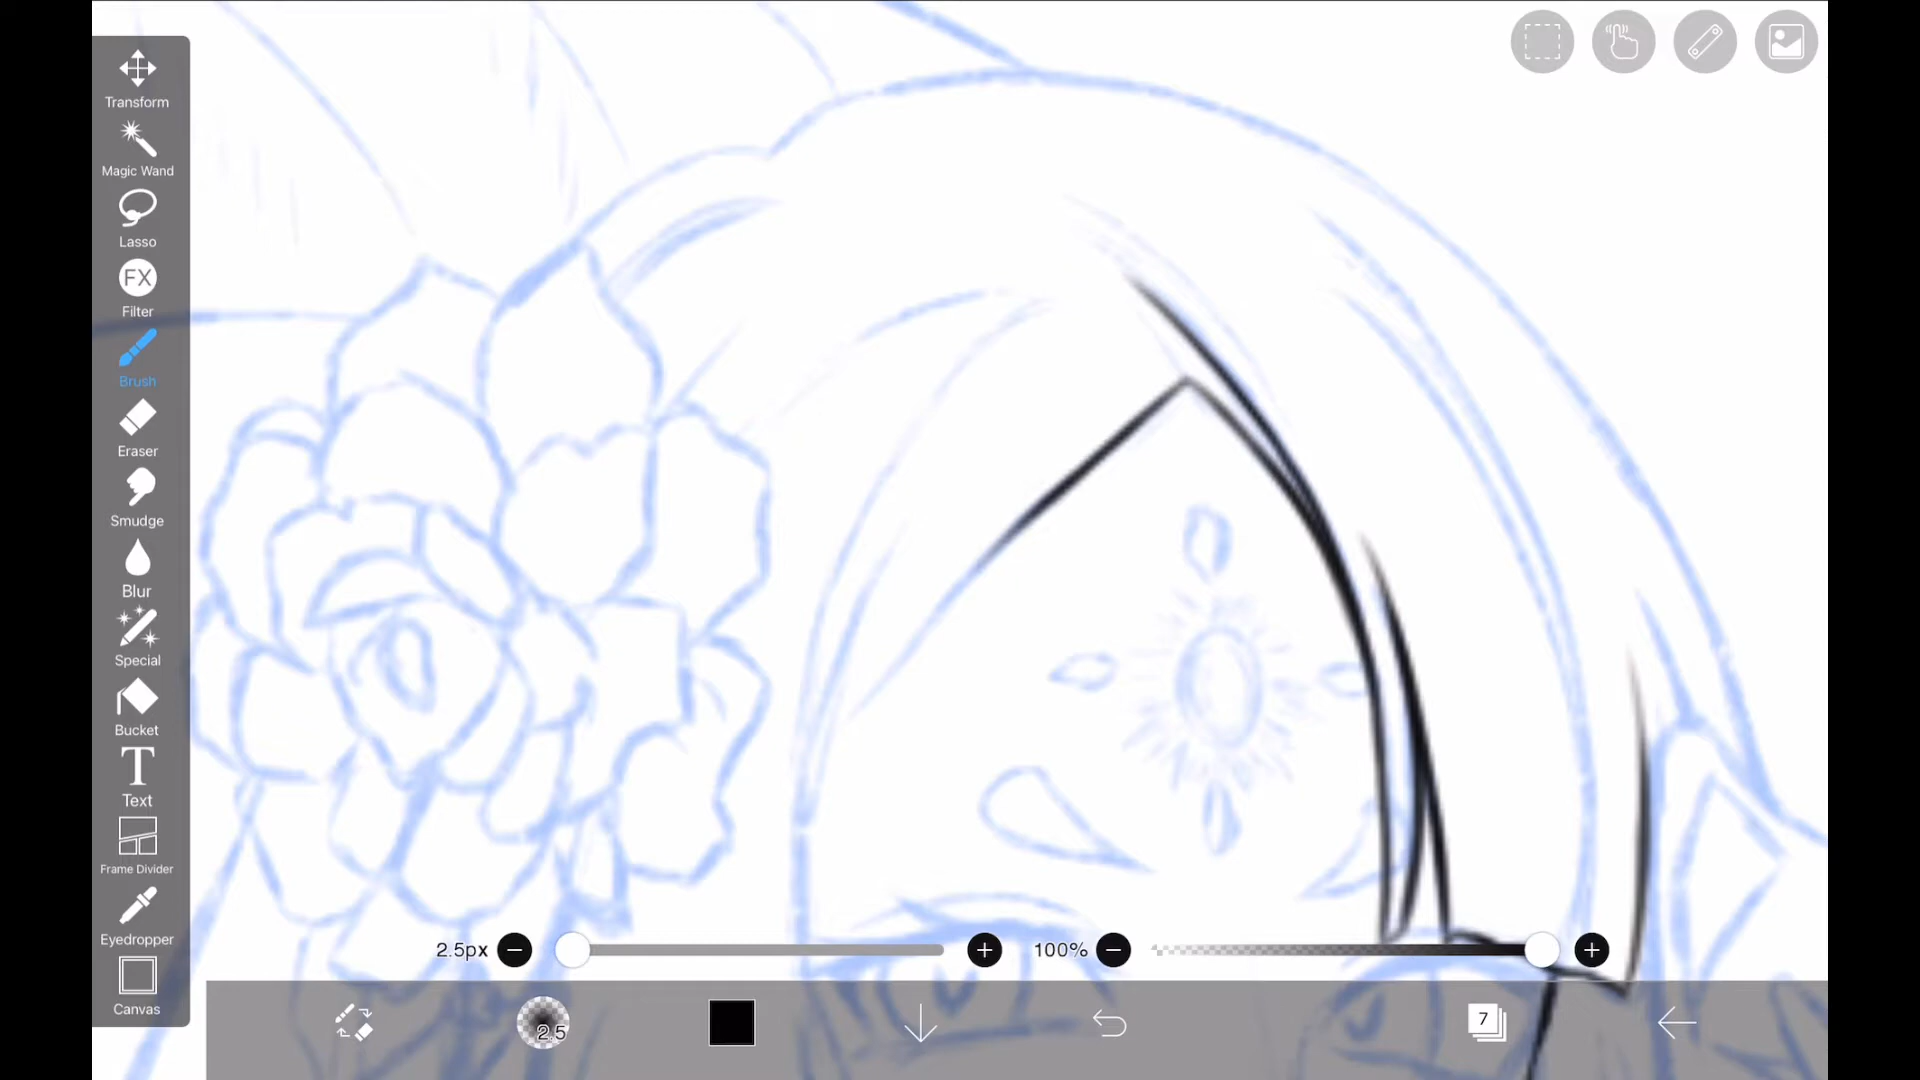 Transform
Magic Wand
Lasso
FX
Filter
Brush
Eraser
Smudge
Blur
Special
Bucket
T
Text
Frame Divider
Eyedropper
Canvas
2.5px
100%
2.5
7